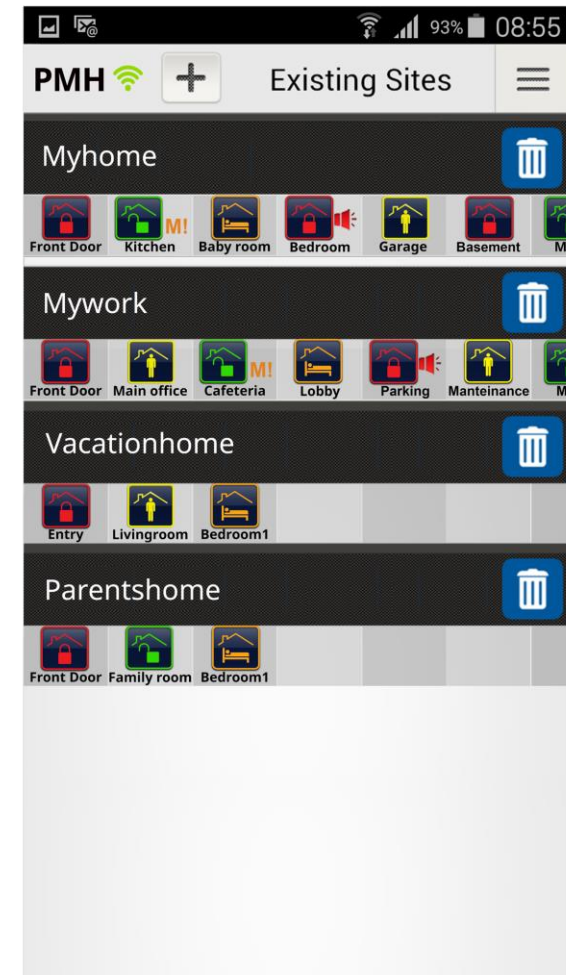 93% 08:55
PMH + Existing Sites
Myhome
M!
Front Door Kitchen Baby room Bedroom Garage Basement M
Mywork
M!
Front Door Main office Cafeteria Lobby Parking Manteinance M
Vacationhome
Entry Livingroom Bedroom1
Parentshome
Front Door Family room Bedroom1